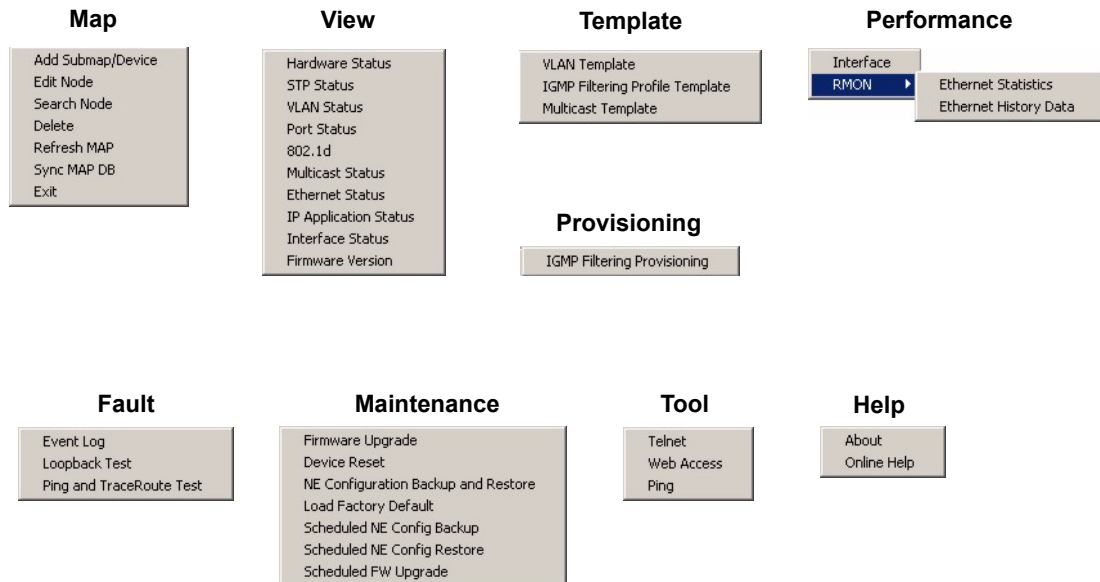 Map
Add Submap/Device
Edit Node
Search Node
Delete
Refresh MAP
Sync MAP DB
Exit
View
Hardware Status
STP Status
VLAN Status
Port Status
802.1d
Multicast Status
Ethernet Status
IP Application Status
Interface Status
Firmware Version
Template
VLAN Template
IGMP Filtering Profile Template
Multicast Template
Performance
Interface
RMON
Ethernet Statistics
Ethernet History Data
Provisioning
IGMP Filtering Provisioning
Fault
Event Log
Loopback Test
Ping and TraceRoute Test
Maintenance
Firmware Upgrade
Device Reset
NE Configuration Backup and Restore
Load Factory Default
Scheduled NE Config Backup
Scheduled NE Config Restore
Scheduled FW Upgrade
Tool
Telnet
Web Access
Ping
Help
About
Online Help